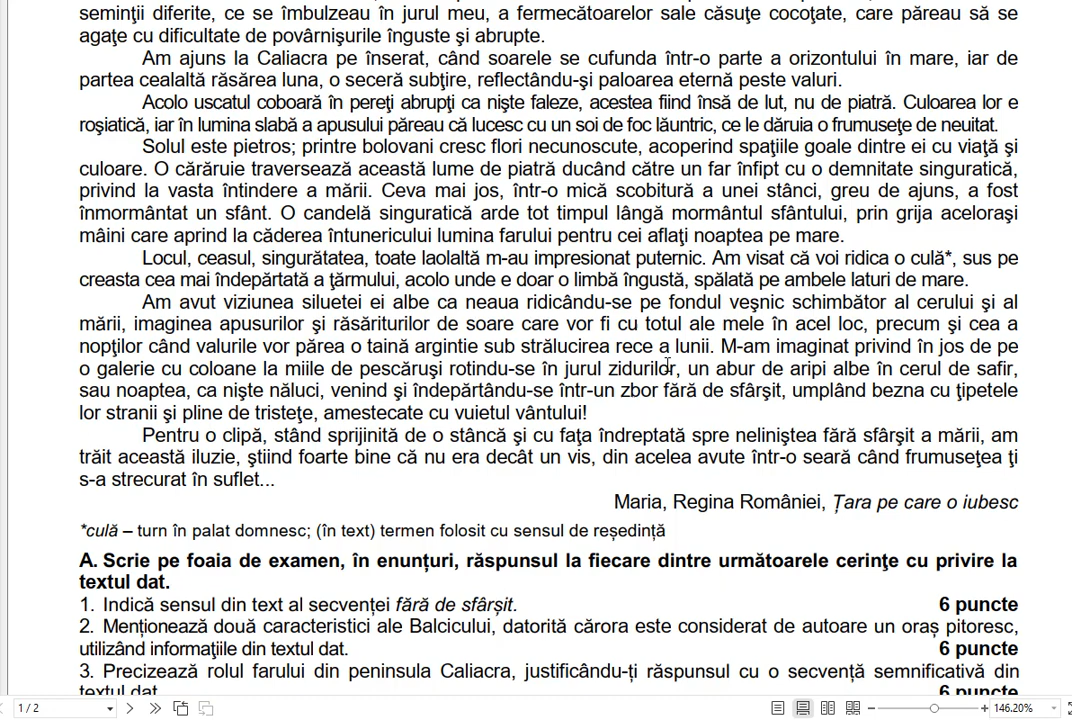 seminţii diferite, ce se îmbulzeau în jurul meu, a fermecătoarelor sale căsuţe cocoţate, care păreau să se
agaţe cu dificultate de povârnişurile înguste şi abrupte.
Am ajuns la Caliacra pe înserat, când soarele se cufunda într-o parte a orizontului în mare, iar de
partea cealaltă răsărea luna, o seceră subţire, reflectându-şi paloarea eternă peste valuri.
Acolo uscatul coboară în pereţi abrupţi ca nişte faleze, acestea fiind însă de lut, nu de piatră. Culoarea lor e
roşiatică, iar în lumina slabă a apusului păreau că lucesc cu un soi de foc lăuntric, ce le dăruia o frumuseţe de neuitat.
Solul este pietros; printre bolovani cresc flori necunoscute, acoperind spaţiile goale dintre ei cu viaţă şi
culoare. O cărăruie traversează această lume de piatră ducând către un far înfipt cu o demnitate singuratică,
privind la vasta întindere a mării. Ceva mai jos, într-o mică scobitură a unei stânci, greu de ajuns, a fost
înmormântat un sfânt. O candelă singuratică arde tot timpul lângă mormântul sfântului, prin grija aceloraşi
mâini care aprind la căderea întunericului lumina farului pentru cei aflaţi noaptea pe mare.
Locul, ceasul, singurătatea, toate laolaltă m-au impresionat puternic. Am visat că voi ridica o culă*, sus pe
creasta cea mai îndepărtată a ţărmului, acolo unde e doar o limbă îngustă, spălată pe ambele laturi de mare.
Am avut viziunea siluetei ei albe ca neaua ridicându-se pe fondul veşnic schimbător al cerului şi al
mării, imaginea apusurilor şi răsăriturilor de soare care vor fi cu totul ale mele în acel loc, precum şi cea a
nopţilor când valurile vor părea o taină argintie sub strălucirea rece a lunii. M-am imaginat privind în jos de pe
o galerie cu coloane la miile de pescăruşi rotindu-se în jurul zidurilor, un abur de aripi albe în cerul de safir,
sau noaptea, ca nişte năluci, venind şi îndepărtându-se într-un zbor fără de sfârşit, umplând bezna cu ţipetele
lor stranii şi pline de tristeţe, amestecate cu vuietul vântului!
Pentru o clipă, stând sprijinită de o stâncă şi cu faţa îndreptată spre neliniştea fără sfârşit a mării, am
trăit această iluzie, ştiind foarte bine că nu era decât un vis, din acelea avute într-o seară când frumuseţea ţi
s-a strecurat în suflet...
Maria, Regina României, Ţara pe care o iubesc
*culă – turn în palat domnesc; (în text) termen folosit cu sensul de reședință
A. Scrie pe foaia de examen, în enunțuri, răspunsul la fiecare dintre următoarele cerinţe cu privire la
textul dat.
1. Indică sensul din text al secvenței fără de sfârșit. 6 puncte
2. Menționează două caracteristici ale Balcicului, datorită cărora este considerat de autoare un oraș pitoresc,
utilizând informaţiile din textul dat. 6 puncte
3. Precizează rolul farului din peninsula Caliacra, justificându-ți răspunsul cu o secvență semnificativă din
textul dat. 6 puncte
1 / 2 146.20%